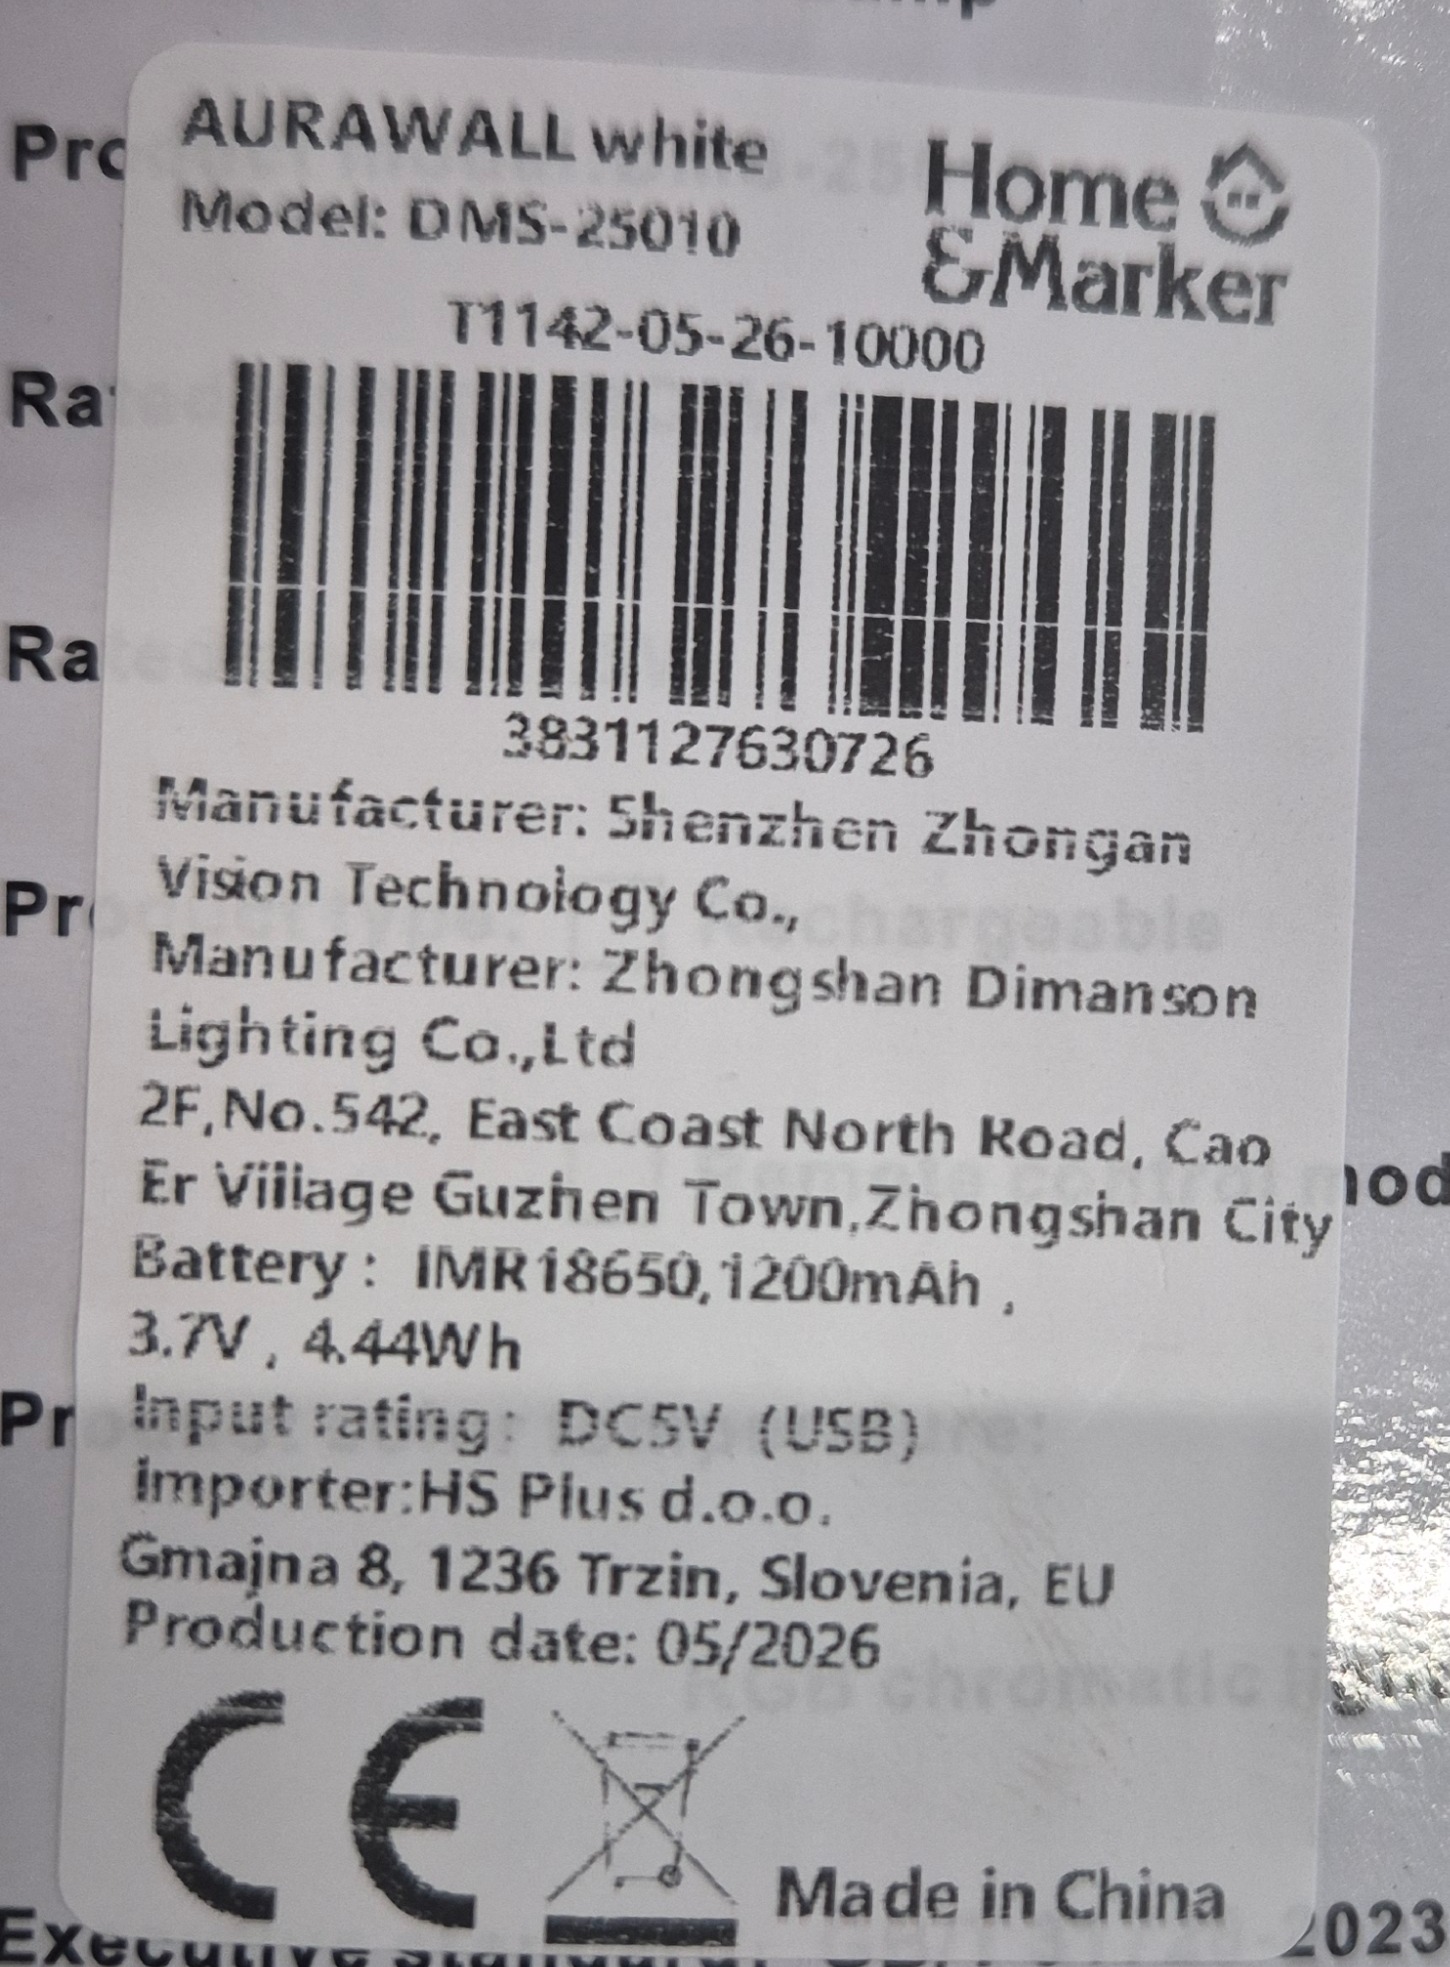 AURAWALL white
Model: DMS-25010
Home
&Marker
T1142-05-26-10000
3831127630726
Manufacturer: Shenzhen Zhongan
Vision Technology Co.,
Manufacturer: Zhongshan Dimanson
Lighting Co.,Ltd
2F,No.542, East Coast North Road, Cao
Er Village Guzhen Town,Zhongshan City
Battery : IMR18650,1200mAh ,
3.7V , 4.44Wh
Input rating: DC5V (USB)
Importer:HS Plus d.o.o.
Gmajna 8, 1236 Trzin, Slovenia, EU
Production date: 05/2026
CE
Made in China
2023